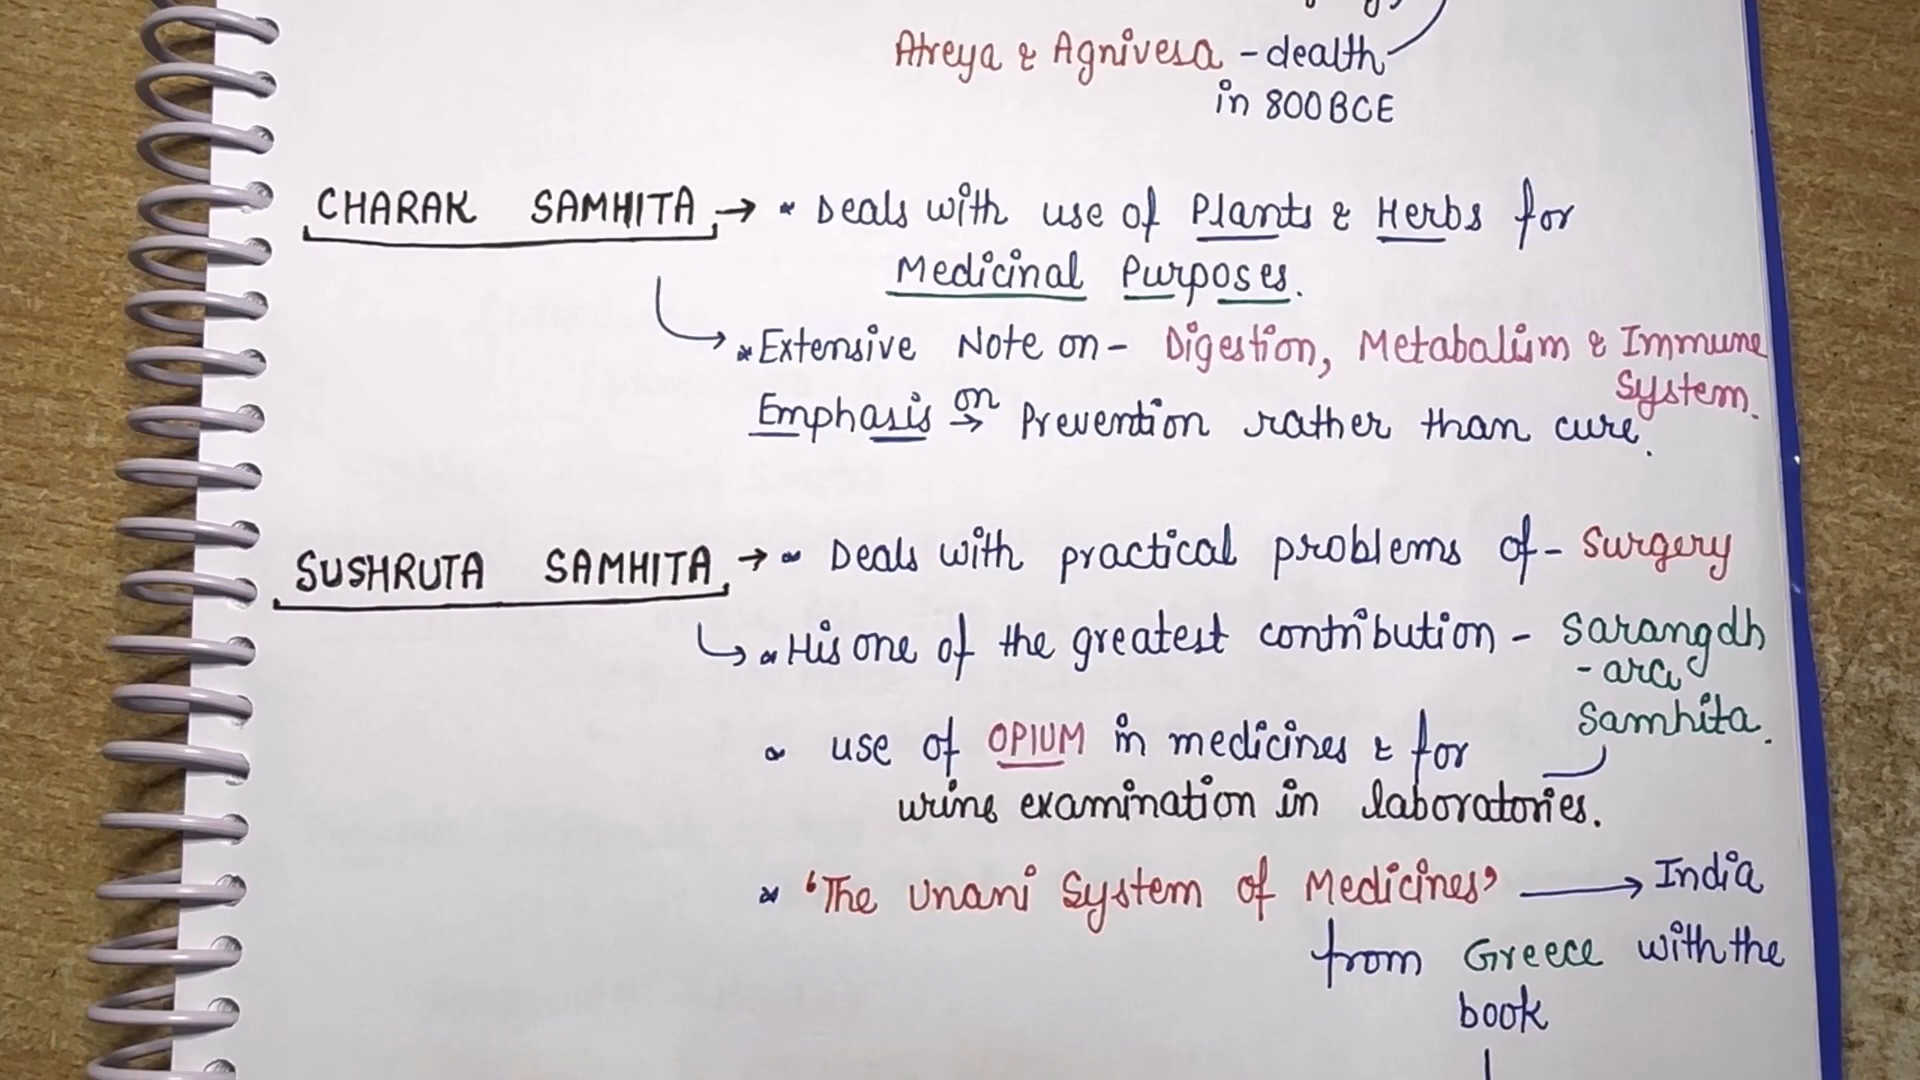 Atreya & Agnivesa - dealth
in 800 BCE
CHARAK SAMHITA → * Deals with use of Plants & Herbs for
Medicinal Purposes.
* Extensive Note on - Digestion, Metabolism & Immune
System.
Emphasis on → Prevention rather than cure.
SUSHRUTA SAMHITA → * Deals with practical problems of - Surgery
* His one of the greatest contribution - Sarangdh
- ara
Samhita.
* use of OPIUM in medicines & for
urine examination in laboratories.
* 'The Unani System of Medicines' → India
from Greece with the
book